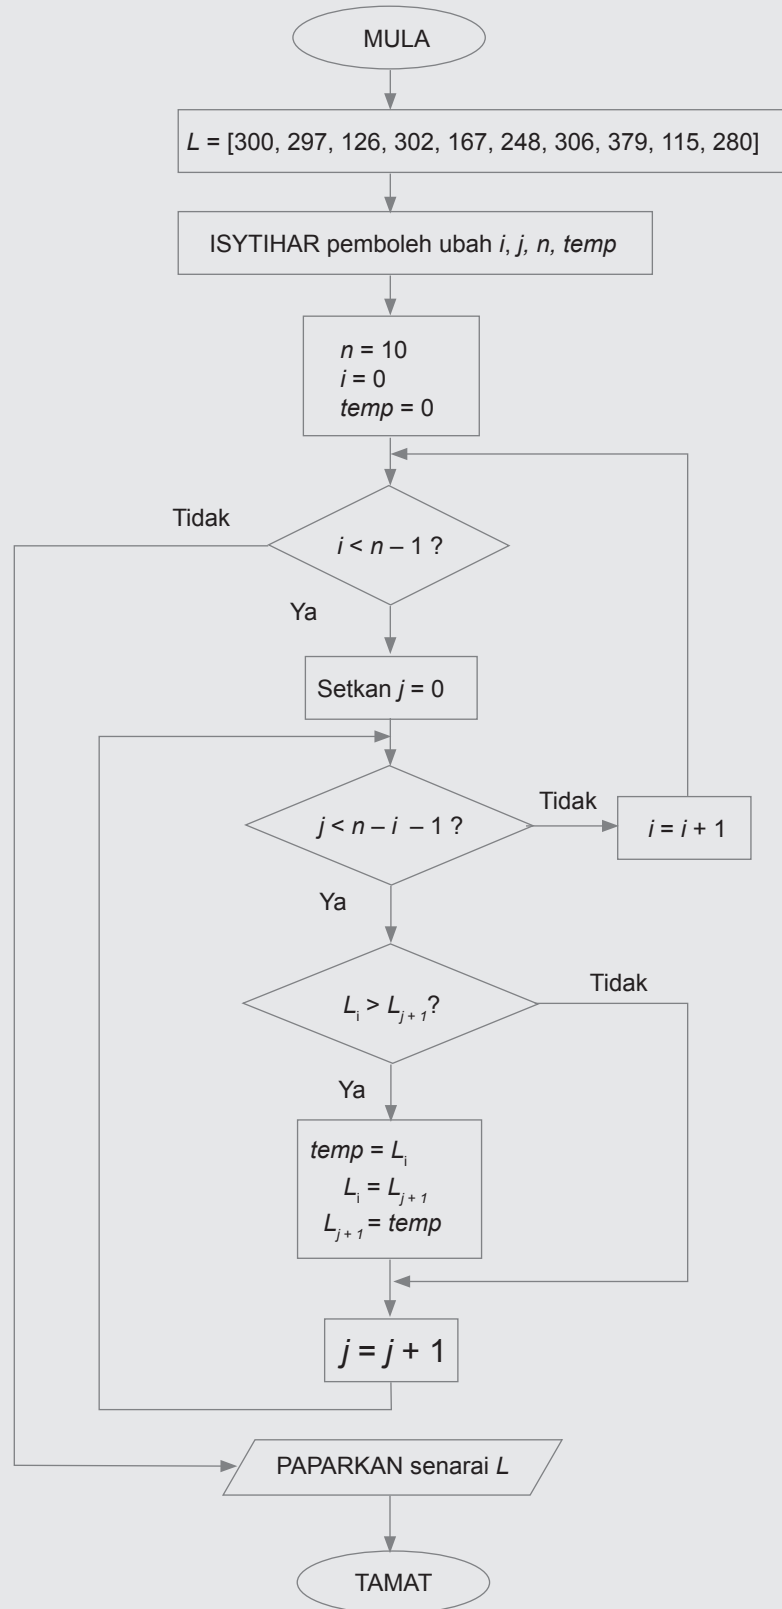 MULA
L = [300, 297, 126, 302, 167, 248, 306, 379, 115, 280]
ISYTIHAR pemboleh ubah i, j, n, temp
n = 10
i = 0
temp = 0
Tidak
i < n – 1 ?
Ya
Setkan j = 0
j < n – i – 1 ?
Tidak
i = i + 1
Ya
Lᵢ > Lⱼ₊₁?
Tidak
Ya
temp = Lᵢ
Lᵢ = Lⱼ₊₁
Lⱼ₊₁ = temp
j = j + 1
PAPARKAN senarai L
TAMAT